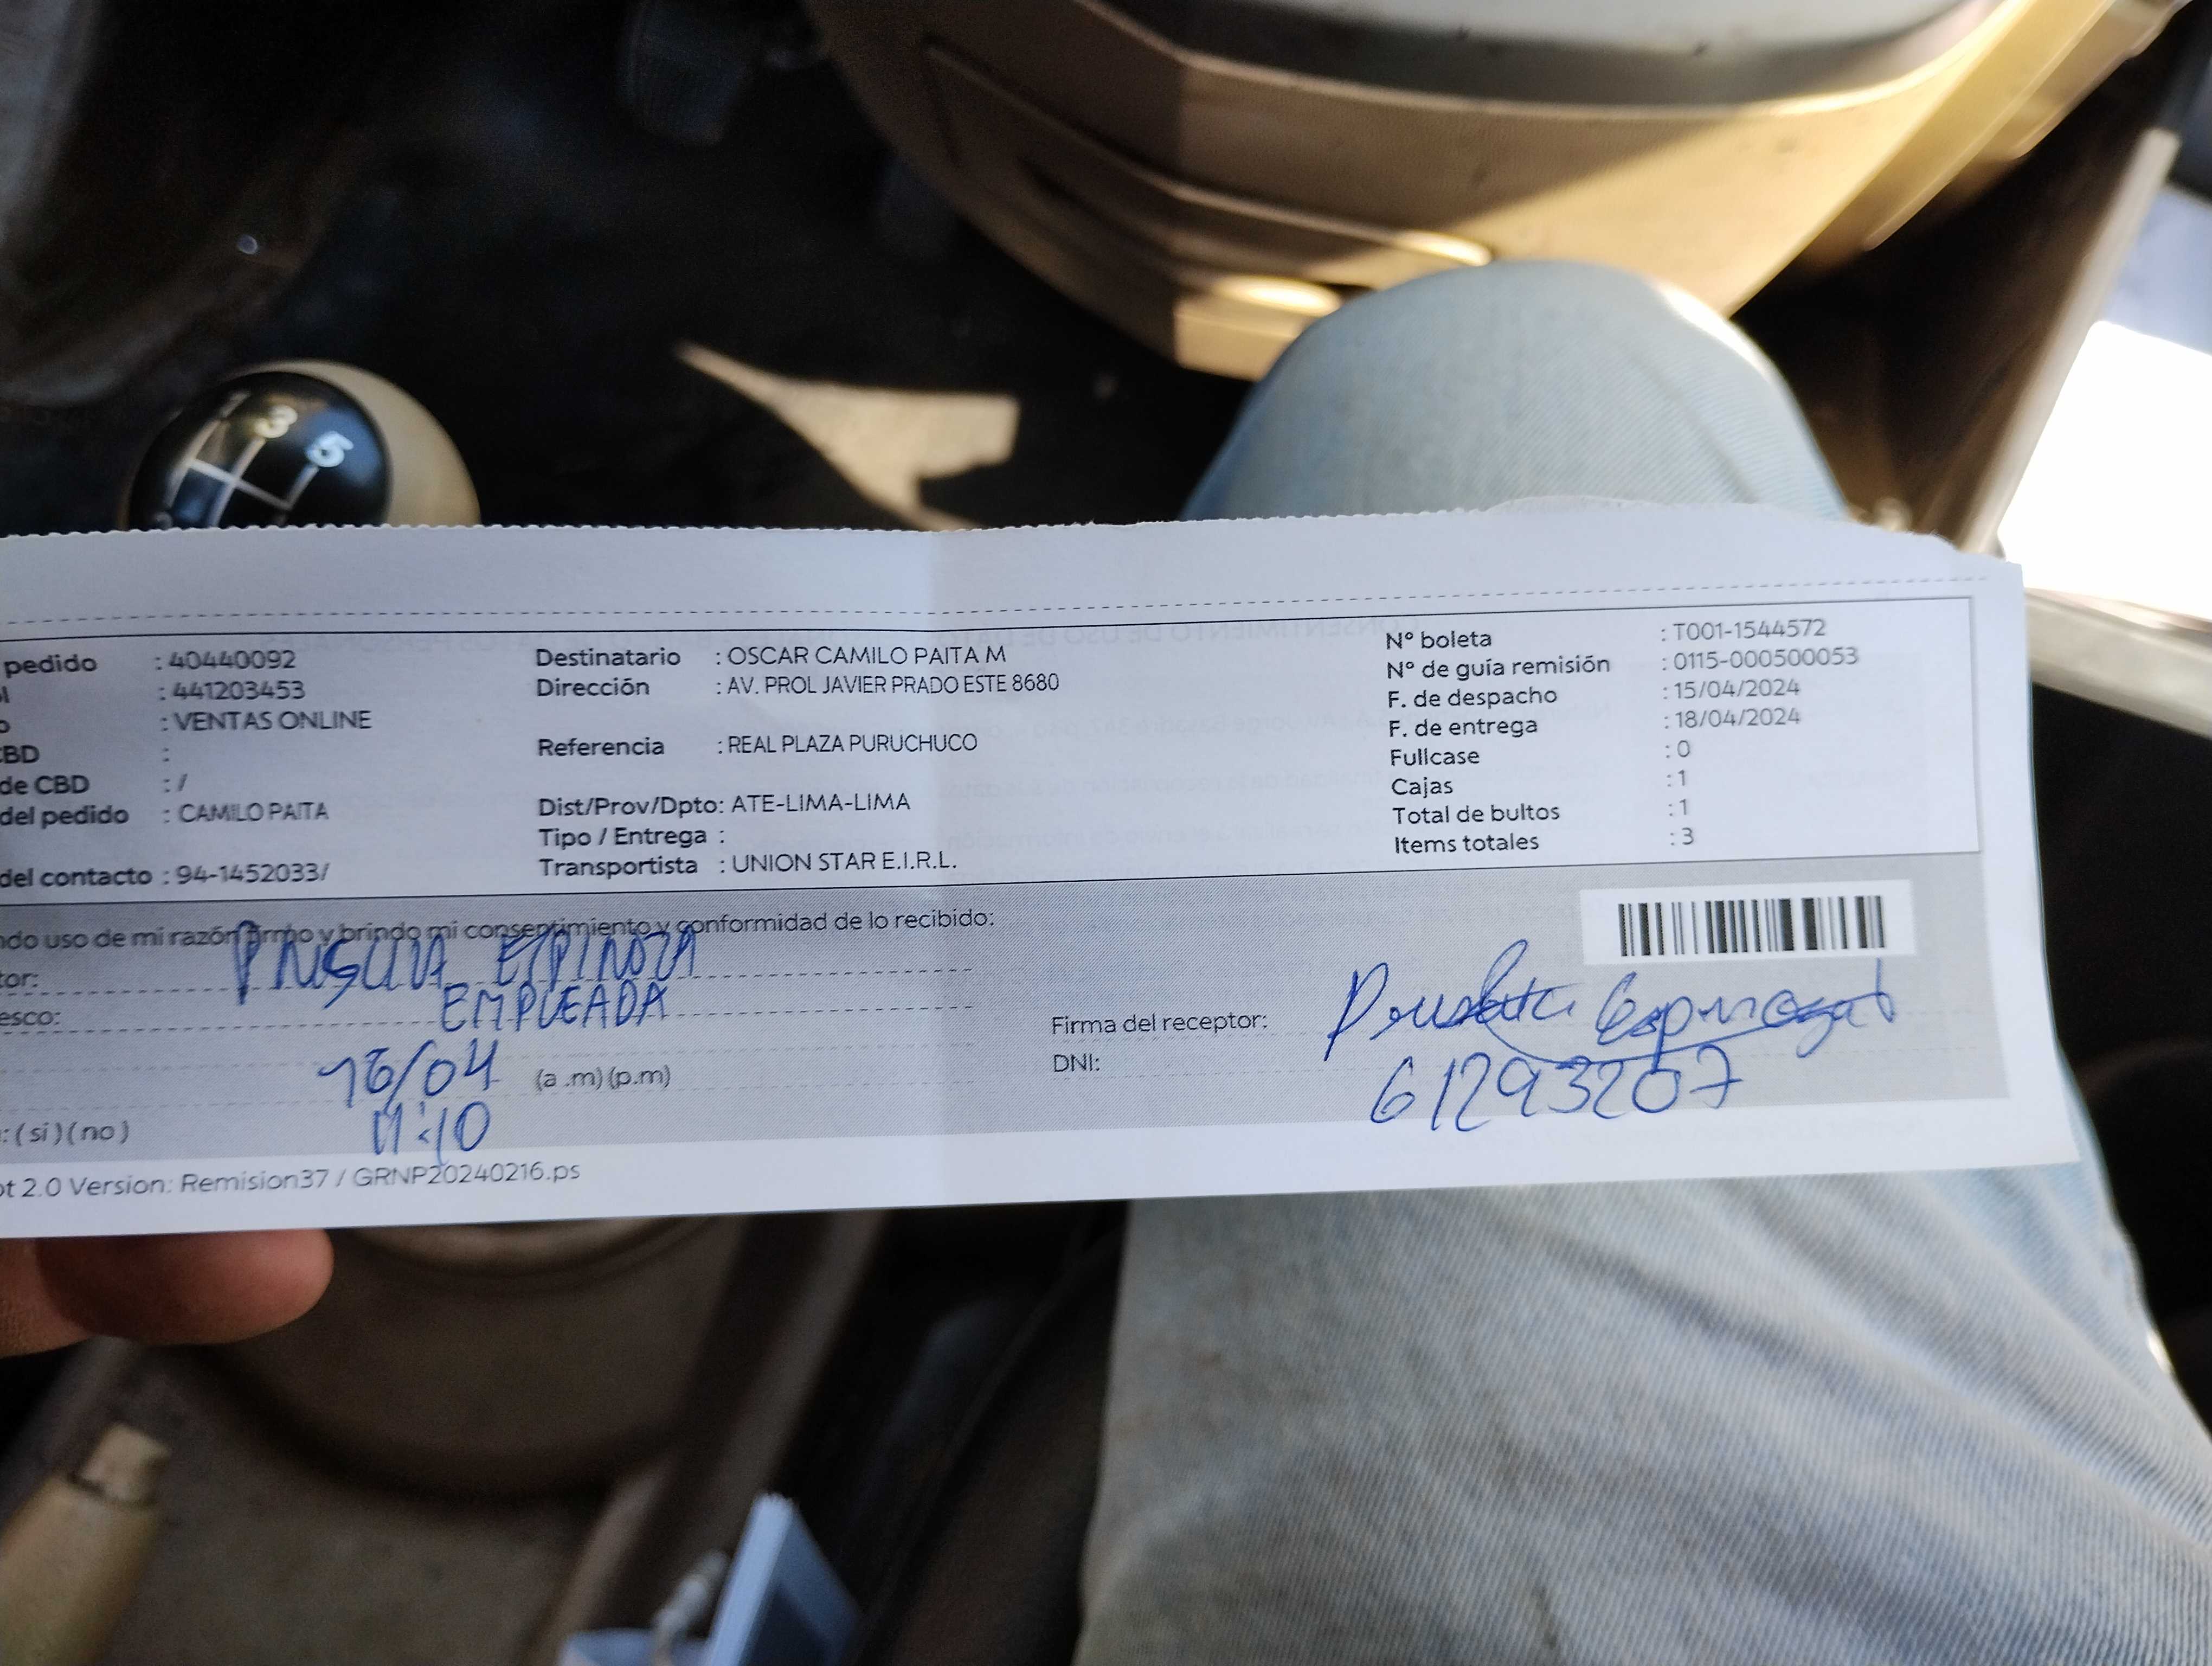 1 3 5
pedido : 40440092
l : 441203453
o : VENTAS ONLINE
CBD :
de CBD : /
del pedido : CAMILO PAITA
del contacto : 94-1452033/
Destinatario : OSCAR CAMILO PAITA M
Dirección : AV. PROL JAVIER PRADO ESTE 8680
Referencia : REAL PLAZA PURUCHUCO
Dist/Prov/Dpto: ATE-LIMA-LIMA
Tipo / Entrega :
Transportista : UNION STAR E.I.R.L.
N° boleta : T001-1544572
N° de guía remisión : 0115-000500053
F. de despacho : 15/04/2024
F. de entrega : 18/04/2024
Fullcase : 0
Cajas : 1
Total de bultos : 1
Items totales : 3
ndo uso de mi razón firmo y brindo mi consentimiento y conformidad de lo recibido:
tor: ESPINOZA
esco: EMPLEADA
16/04 (a .m) (p.m)
11:10
: (si) (no)
Firma del receptor: Espinoza
DNI: 61293207
ot 2.0 Version: Remision37 / GRNP20240216.ps